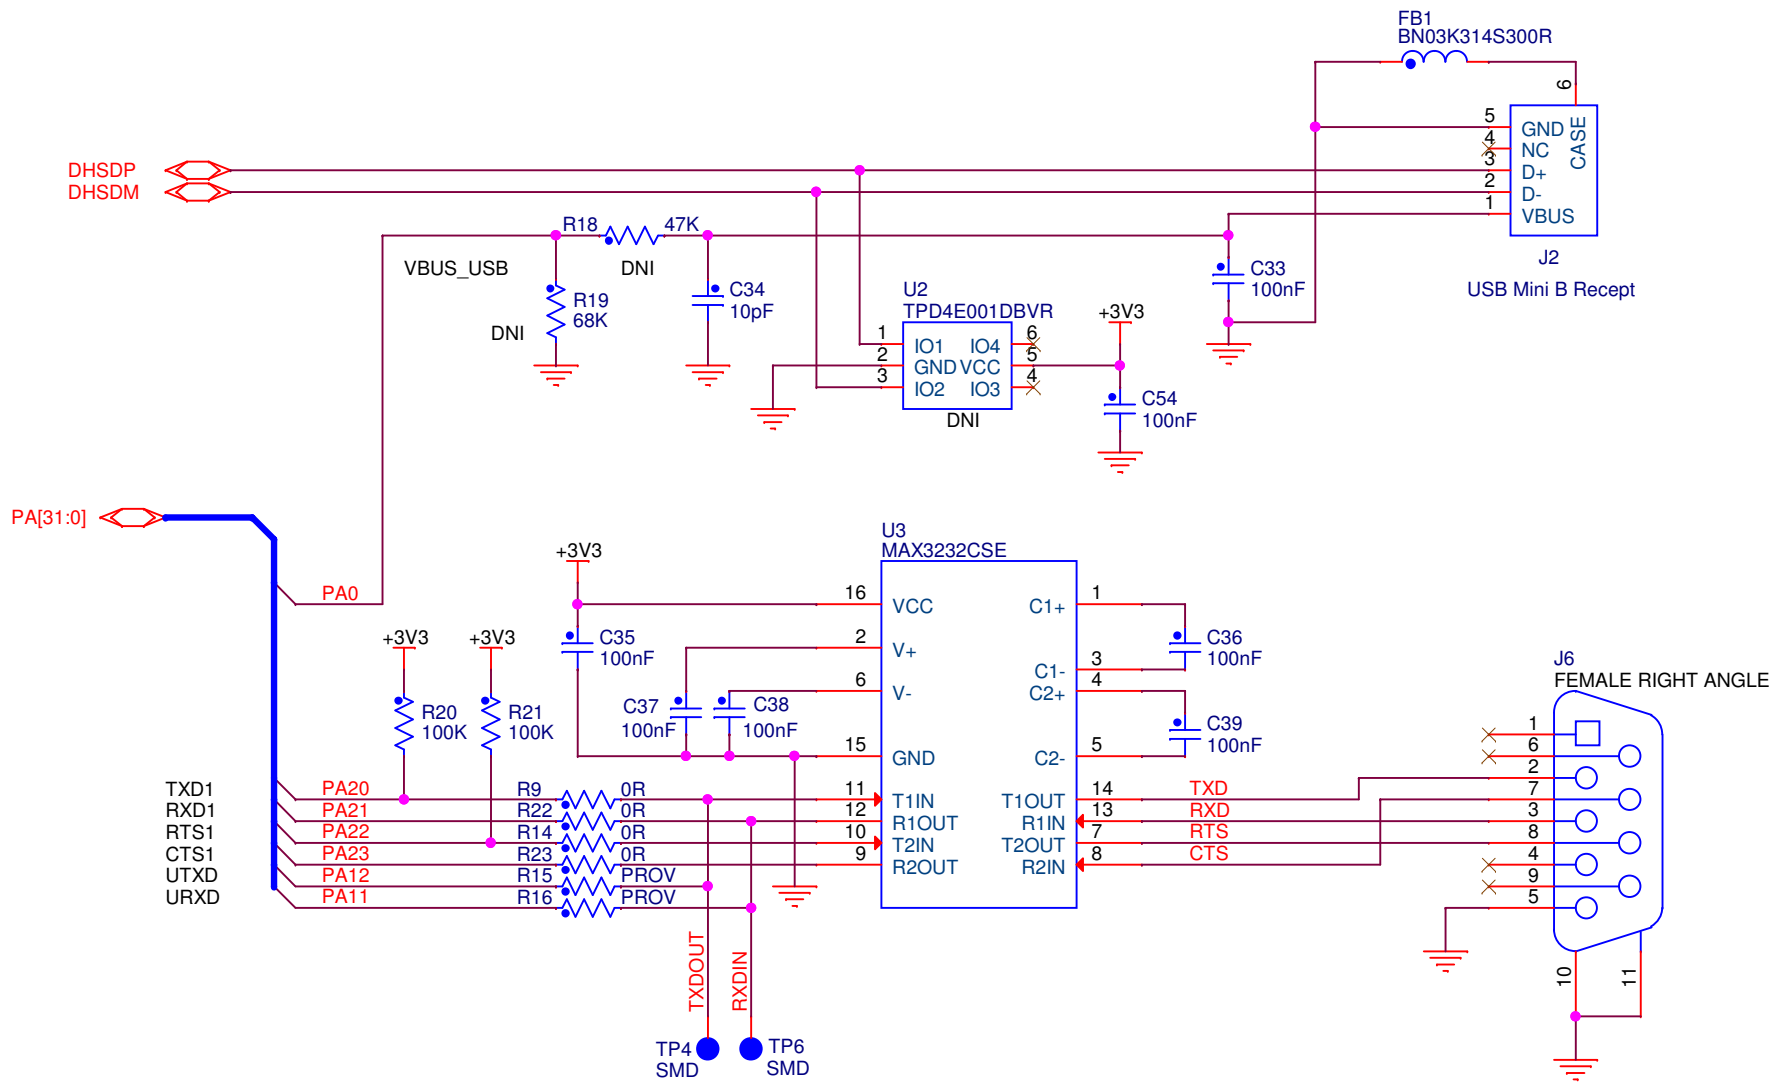 FB1
BN03K314S300R
6
5
GND
CASE
4
NC
DHSDP
3
D+
DHSDM
2
D-
1
VBUS
R18
47K
VBUS_USB
DNI
J2
USB Mini B Recept
C33
100nF
R19
68K
DNI
C34
10pF
U2
TPD4E001DBVR
+3V3
1
IO1
IO4
6
2
GND
VCC
5
3
IO2
IO3
4
DNI
C54
100nF
PA[31:0]
U3
MAX3232CSE
+3V3
PA0
16
VCC
C1+
1
+3V3
+3V3
C35
100nF
2
V+
C36
100nF
C1-
3
6
V-
C2+
4
R20
100K
R21
100K
C37
100nF
C38
100nF
C39
100nF
15
GND
C2-
5
J6
FEMALE RIGHT ANGLE
1
6
2
7
3
8
4
9
5
10
11
TXD1
PA20
R9
0R
11
T1IN
T1OUT
14
TXD
RXD1
PA21
R22
0R
12
R1OUT
R1IN
13
RXD
RTS1
PA22
R14
0R
10
T2IN
T2OUT
7
RTS
CTS1
PA23
R23
0R
9
R2OUT
R2IN
8
CTS
UTXD
PA12
R15
PROV
URXD
PA11
R16
PROV
TXDOUT
RXDIN
TP4
SMD
TP6
SMD